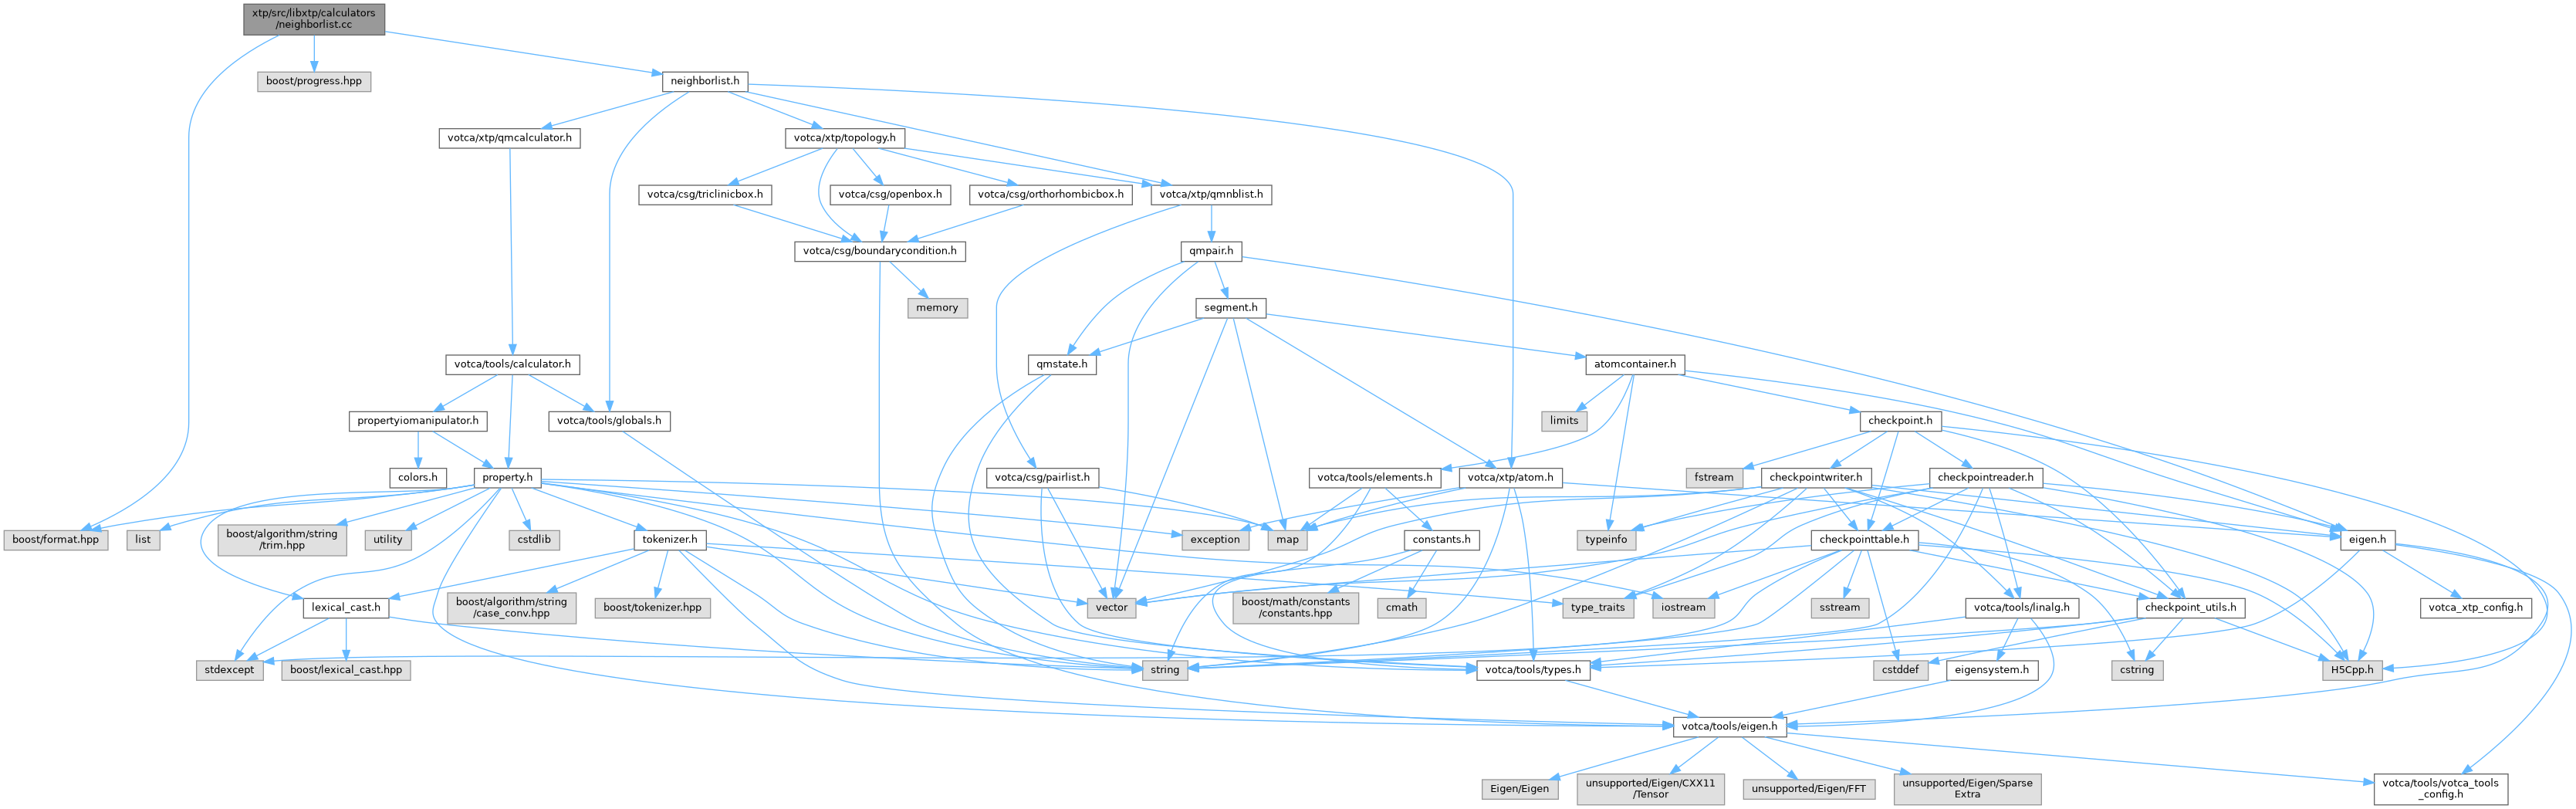 xtp/src/libxtp/calculators
/neighborlist.cc
boost/progress.hpp
neighborlist.h
votca/xtp/qmcalculator.h
votca/xtp/topology.h
votca/csg/triclinicbox.h
votca/csg/openbox.h
votca/csg/orthorhombicbox.h
votca/xtp/qmnblist.h
votca/csg/boundarycondition.h
qmpair.h
memory
segment.h
votca/tools/calculator.h
qmstate.h
atomcontainer.h
propertyiomanipulator.h
votca/tools/globals.h
limits
checkpoint.h
colors.h
property.h
votca/csg/pairlist.h
votca/tools/elements.h
votca/xtp/atom.h
fstream
checkpointwriter.h
checkpointreader.h
boost/format.hpp
list
boost/algorithm/string
/trim.hpp
utility
cstdlib
tokenizer.h
exception
map
constants.h
typeinfo
checkpointtable.h
eigen.h
lexical_cast.h
boost/algorithm/string
/case_conv.hpp
boost/tokenizer.hpp
vector
boost/math/constants
/constants.hpp
cmath
type_traits
iostream
sstream
votca/tools/linalg.h
checkpoint_utils.h
votca_xtp_config.h
stdexcept
boost/lexical_cast.hpp
string
votca/tools/types.h
cstddef
eigensystem.h
cstring
H5Cpp.h
votca/tools/eigen.h
Eigen/Eigen
unsupported/Eigen/CXX11
/Tensor
unsupported/Eigen/FFT
unsupported/Eigen/Sparse
Extra
votca/tools/votca_tools
_config.h